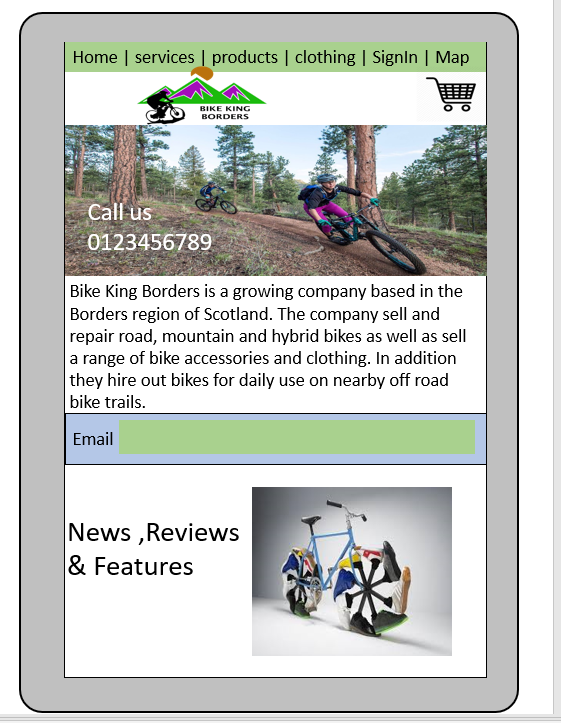 Home | services | products | clothing | SignIn | Map
BIKE KING
BORDERS
Call us
0123456789
Bike King Borders is a growing company based in the
Borders region of Scotland. The company sell and
repair road, mountain and hybrid bikes as well as sell
a range of bike accessories and clothing. In addition
they hire out bikes for daily use on nearby off road
bike trails.
Email
News ,Reviews
& Features